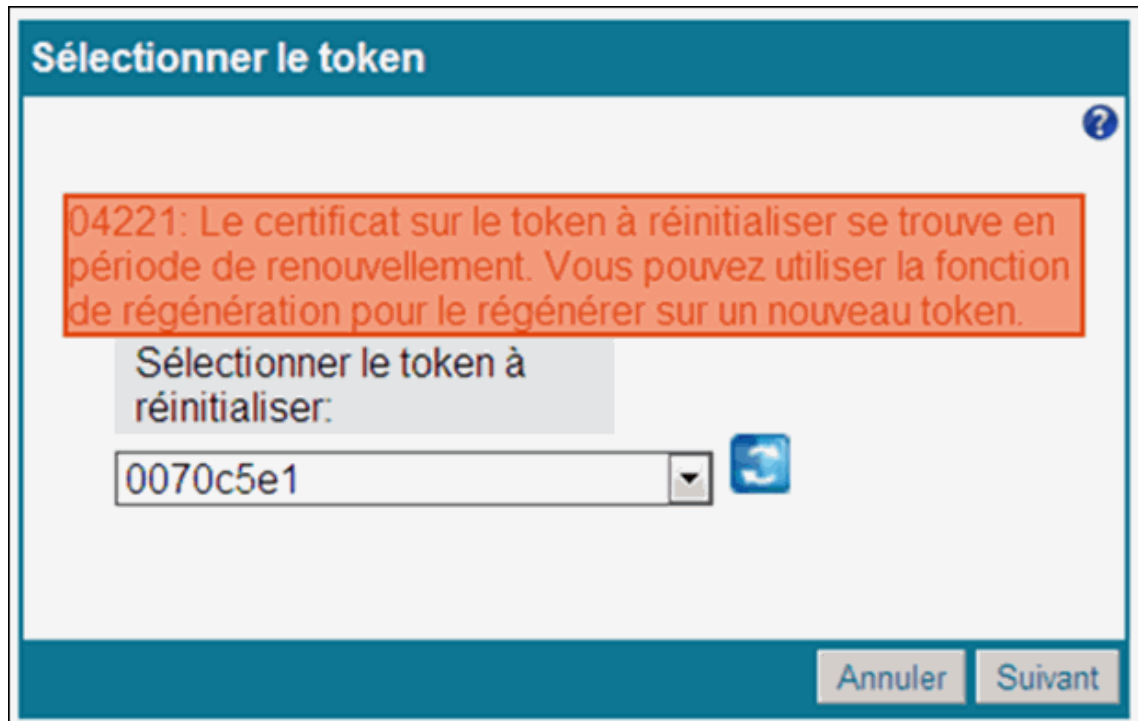 Sélectionner le token
?
04221: Le certificat sur le token à réinitialiser se trouve en
période de renouvellement. Vous pouvez utiliser la fonction
de régénération pour le régénérer sur un nouveau token.
Sélectionner le token à
réinitialiser:
0070c5e1
Annuler Suivant